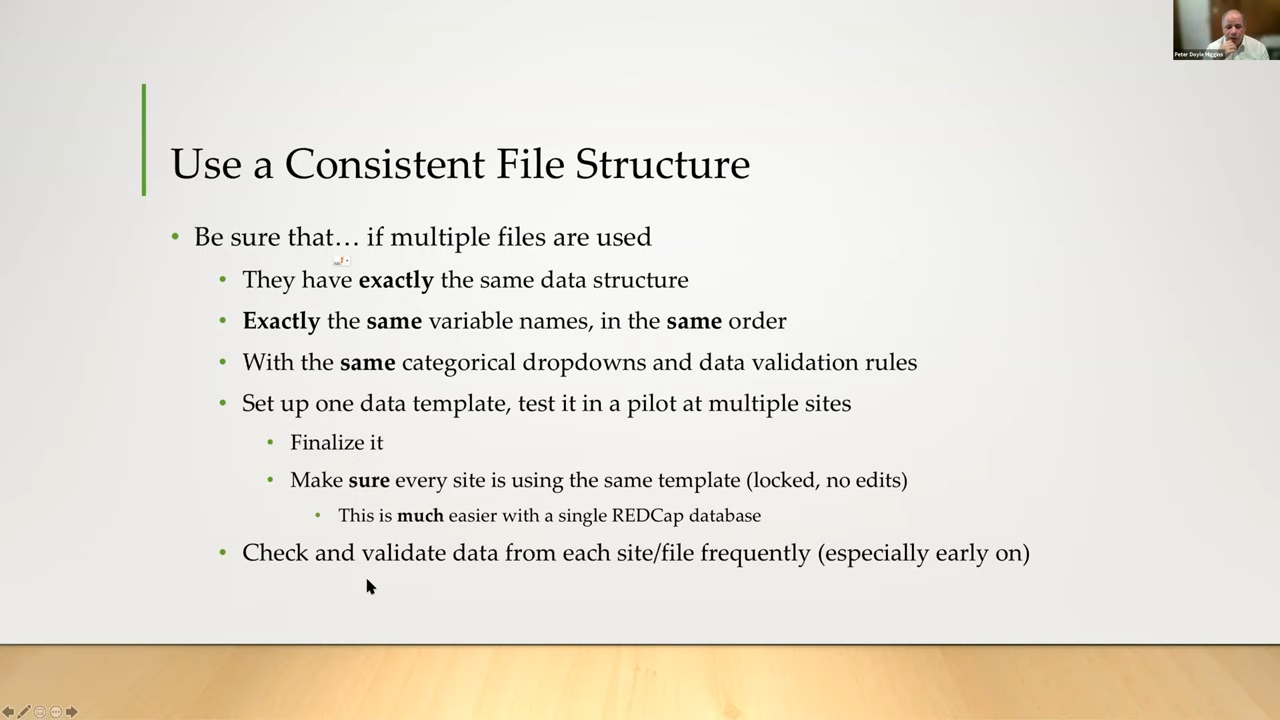 Peter Doyle Higgins
Use a Consistent File Structure
• Be sure that… if multiple files are used
• They have exactly the same data structure
• Exactly the same variable names, in the same order
• With the same categorical dropdowns and data validation rules
• Set up one data template, test it in a pilot at multiple sites
• Finalize it
• Make sure every site is using the same template (locked, no edits)
• This is much easier with a single REDCap database
• Check and validate data from each site/file frequently (especially early on)